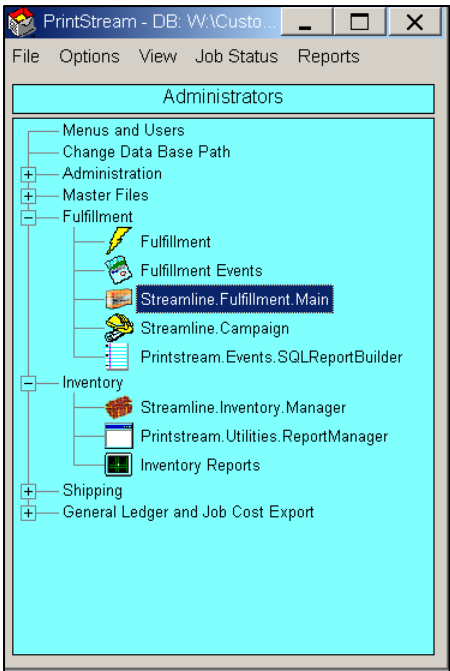 PrintStream - DB: W:\Custo...
File Options View Job Status Reports
Administrators
Menus and Users
Change Data Base Path
Administration
Master Files
Fulfillment
Fulfillment
Fulfillment Events
Streamline.Fulfillment.Main
Streamline.Campaign
Printstream.Events.SQLReportBuilder
Inventory
Streamline.Inventory.Manager
Printstream.Utilities.ReportManager
Inventory Reports
Shipping
General Ledger and Job Cost Export